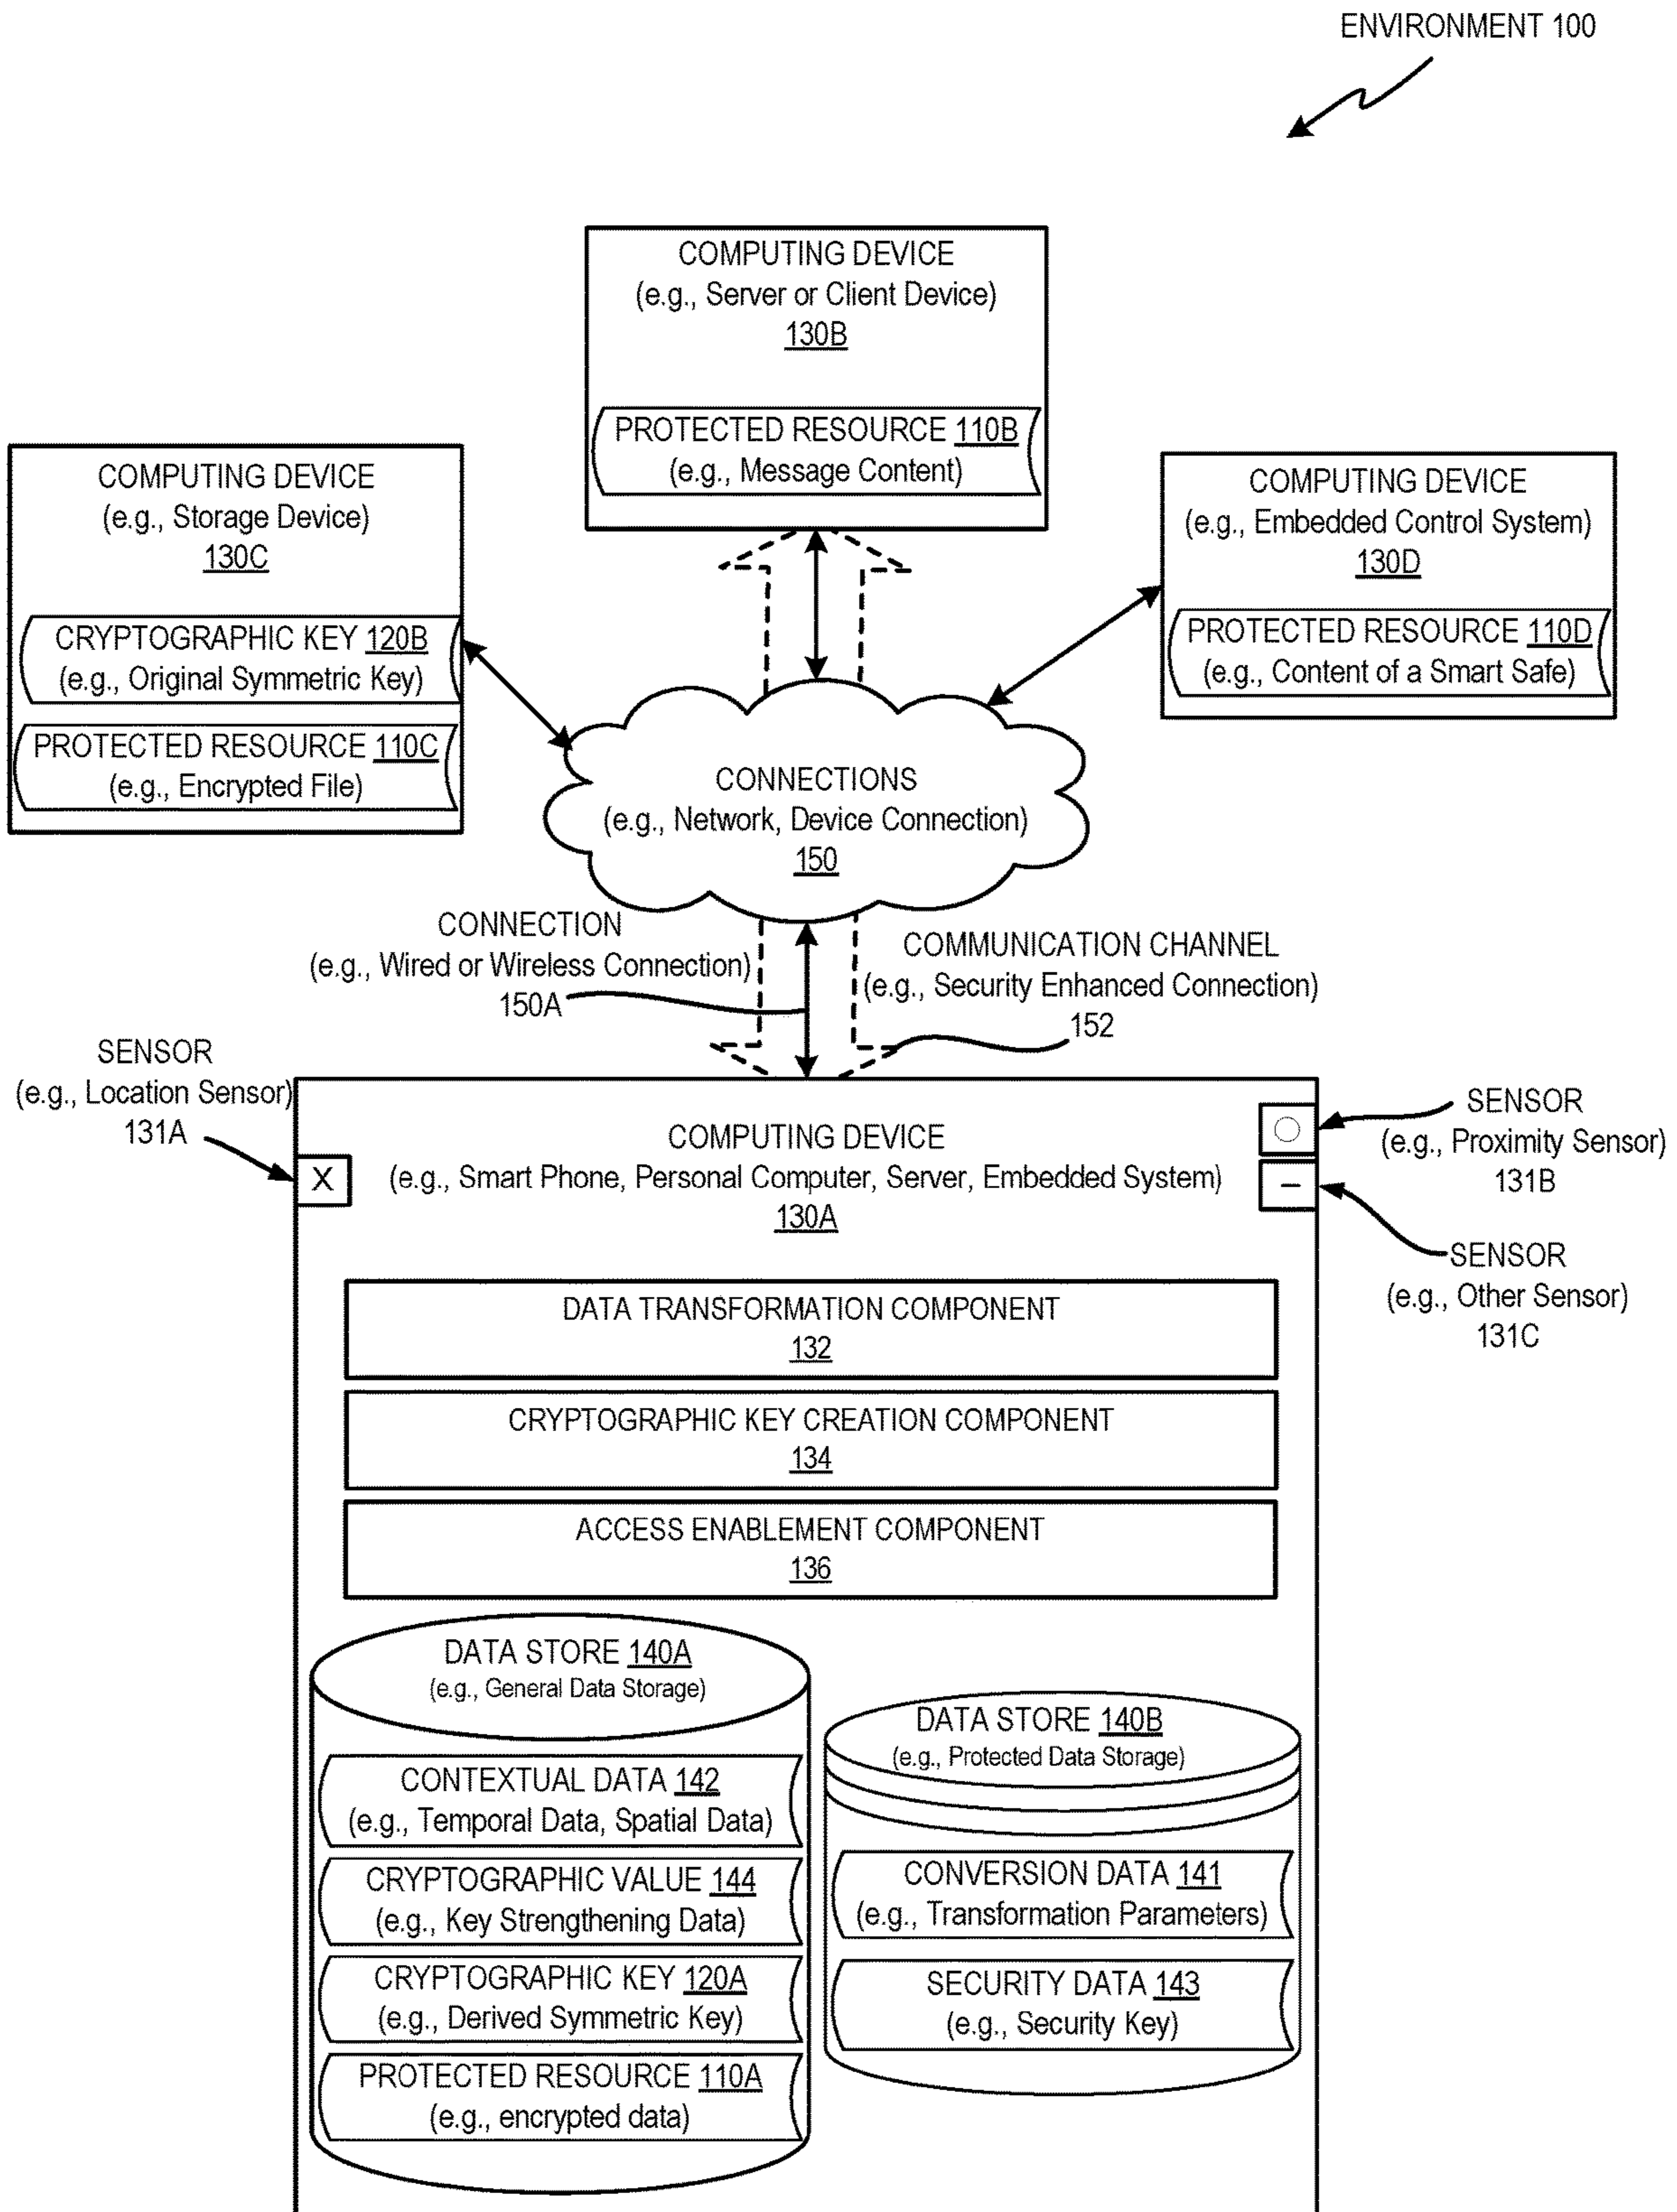 ENVIRONMENT 100
COMPUTING DEVICE
(e.g., Server or Client Device)
130B
PROTECTED RESOURCE 110B
(e.g., Message Content)
COMPUTING DEVICE
(e.g., Storage Device)
130C
CRYPTOGRAPHIC KEY 120B
(e.g., Original Symmetric Key)
PROTECTED RESOURCE 110C
(e.g., Encrypted File)
COMPUTING DEVICE
(e.g., Embedded Control System)
130D
PROTECTED RESOURCE 110D
(e.g., Content of a Smart Safe)
CONNECTIONS
(e.g., Network, Device Connection)
150
CONNECTION
(e.g., Wired or Wireless Connection)
150A
COMMUNICATION CHANNEL
(e.g., Security Enhanced Connection)
152
SENSOR
(e.g., Location Sensor)
131A
X
COMPUTING DEVICE
(e.g., Smart Phone, Personal Computer, Server, Embedded System)
130A
SENSOR
(e.g., Proximity Sensor)
131B
SENSOR
(e.g., Other Sensor)
131C
DATA TRANSFORMATION COMPONENT
132
CRYPTOGRAPHIC KEY CREATION COMPONENT
134
ACCESS ENABLEMENT COMPONENT
136
DATA STORE 140A
(e.g., General Data Storage)
CONTEXTUAL DATA 142
(e.g., Temporal Data, Spatial Data)
CRYPTOGRAPHIC VALUE 144
(e.g., Key Strengthening Data)
CRYPTOGRAPHIC KEY 120A
(e.g., Derived Symmetric Key)
PROTECTED RESOURCE 110A
(e.g., encrypted data)
DATA STORE 140B
(e.g., Protected Data Storage)
CONVERSION DATA 141
(e.g., Transformation Parameters)
SECURITY DATA 143
(e.g., Security Key)